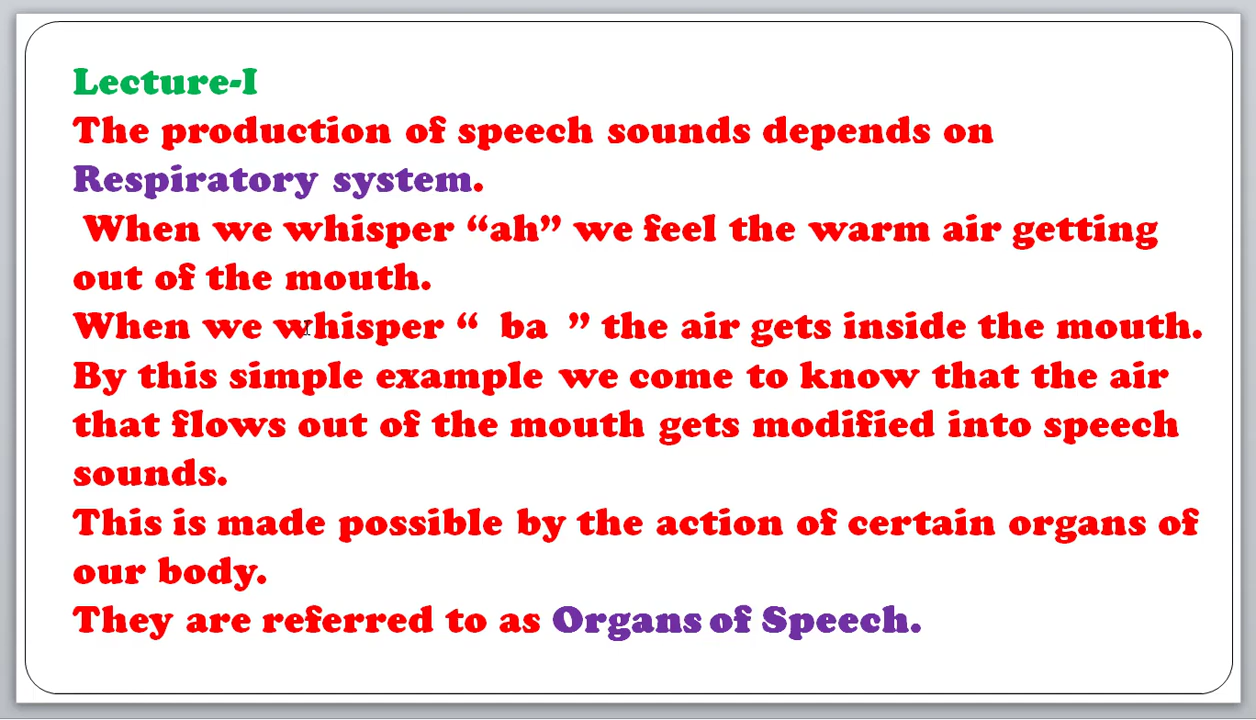 Lecture-I
The production of speech sounds depends on
Respiratory system.
When we whisper “ah” we feel the warm air getting
out of the mouth.
When we whisper “ ba ” the air gets inside the mouth.
By this simple example we come to know that the air
that flows out of the mouth gets modified into speech
sounds.
This is made possible by the action of certain organs of
our body.
They are referred to as Organs of Speech.